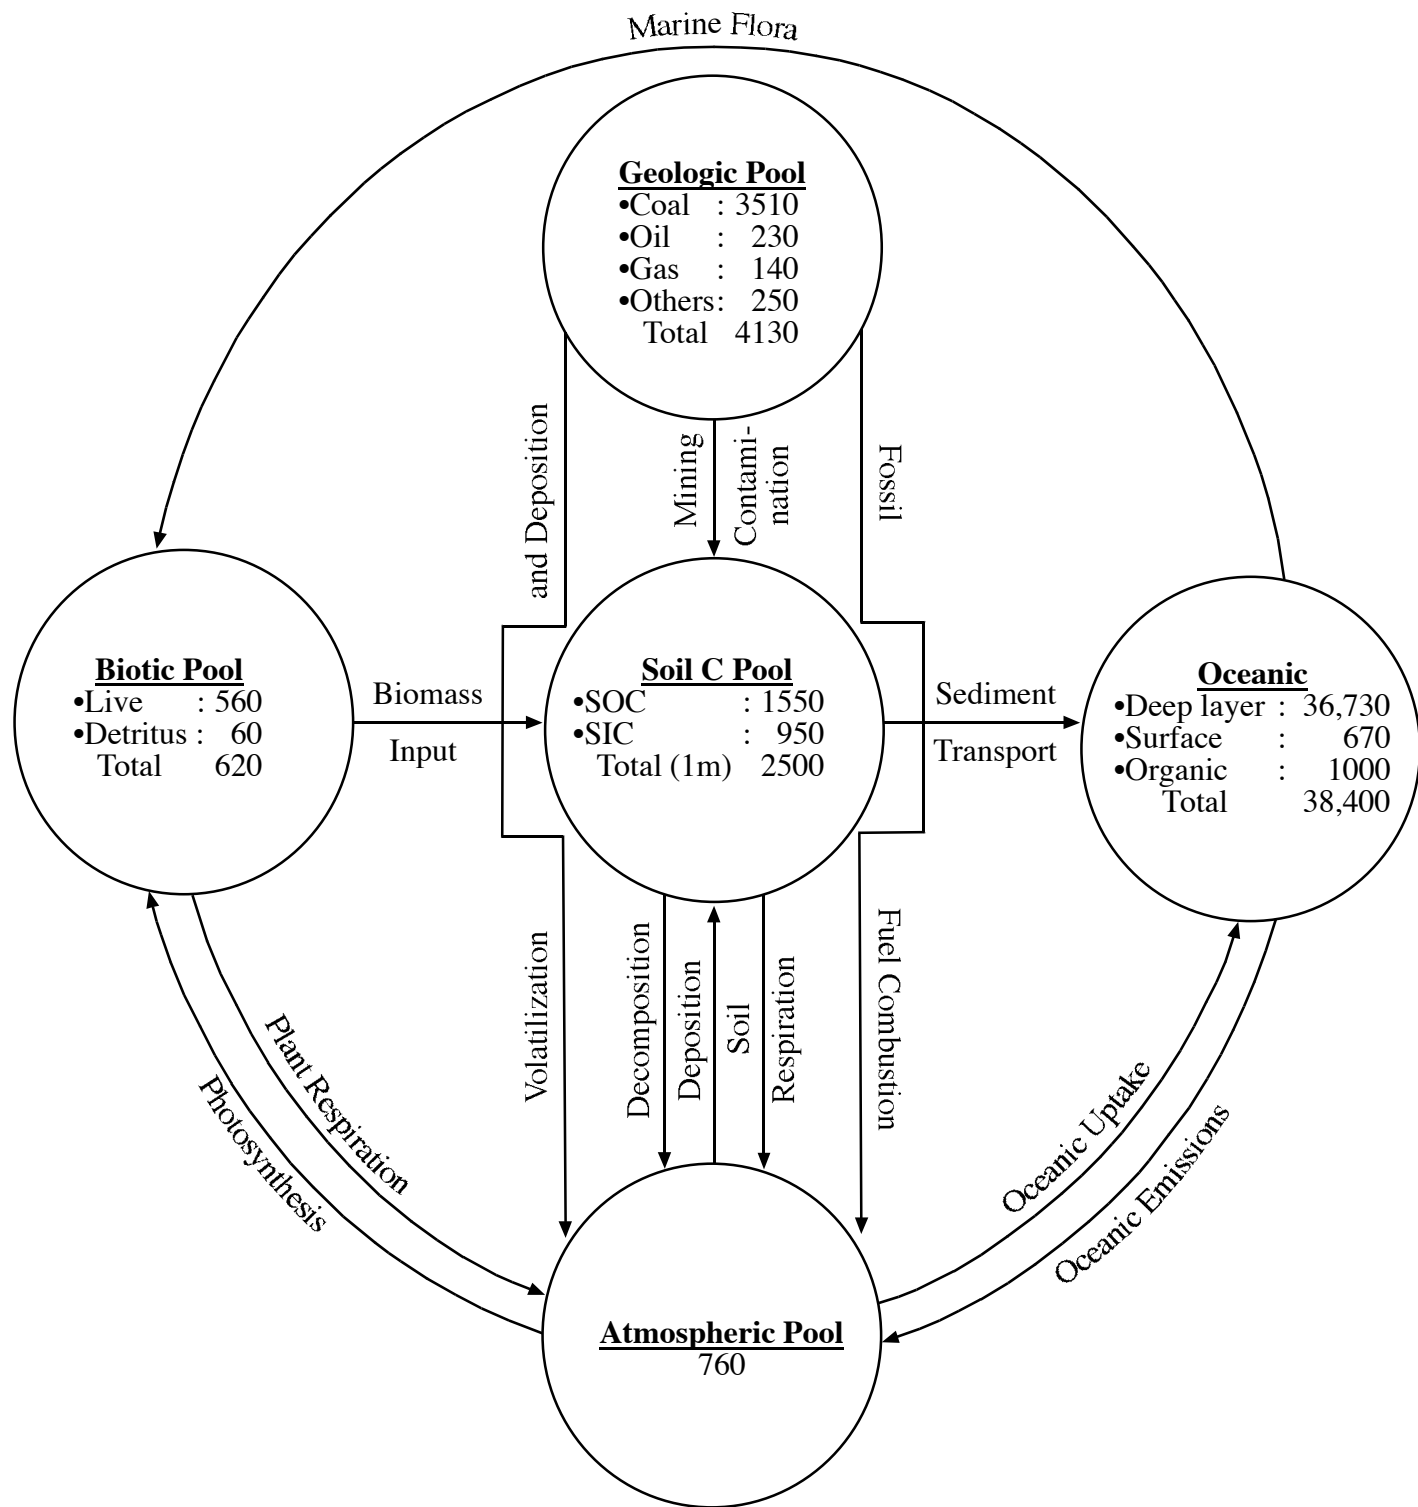 Marine Flora
Geologic Pool
•Coal : 3510
•Oil : 230
•Gas : 140
•Others: 250
Total 4130
and Deposition
Mining
Contami-
nation
Fossil
Biotic Pool
•Live : 560
•Detritus : 60
Total 620
Biomass
Input
Soil C Pool
•SOC : 1550
•SIC : 950
Total (1m) 2500
Sediment
Transport
Oceanic
•Deep layer : 36,730
•Surface : 670
•Organic : 1000
Total 38,400
Volatilization
Decomposition
Deposition
Soil
Respiration
Fuel Combustion
Plant Respiration
Photosynthesis
Oceanic Uptake
Oceanic Emissions
Atmospheric Pool
760